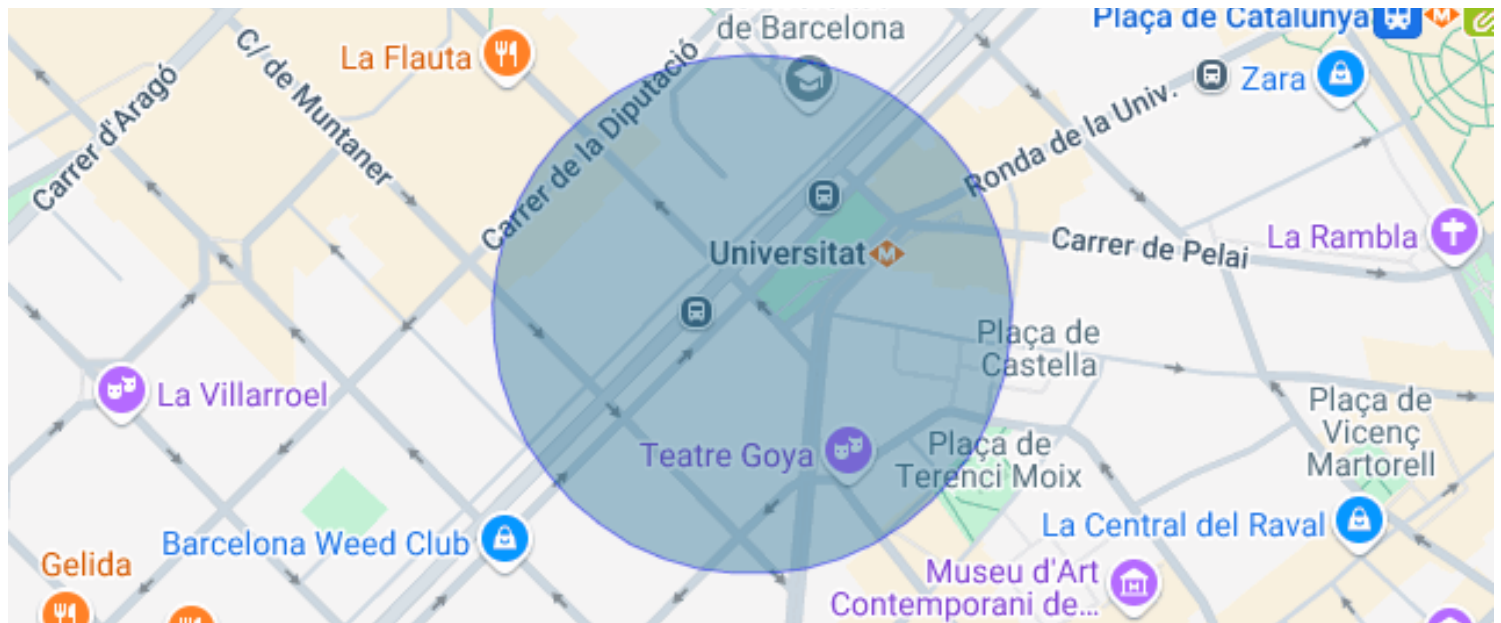 de Barcelona
Plaça de Catalunya
La Flauta
C/ de Muntaner
Carrer d'Aragó
Carrer de la Diputació
Zara
Ronda de la Univ.
Universitat
Carrer de Pelai
La Rambla
Plaça de
Castella
La Villarroel
Plaça de
Vicenç
Martorell
Teatre Goya
Plaça de
Terenci Moix
La Central del Raval
Barcelona Weed Club
Gelida
Museu d'Art
Contemporani de...